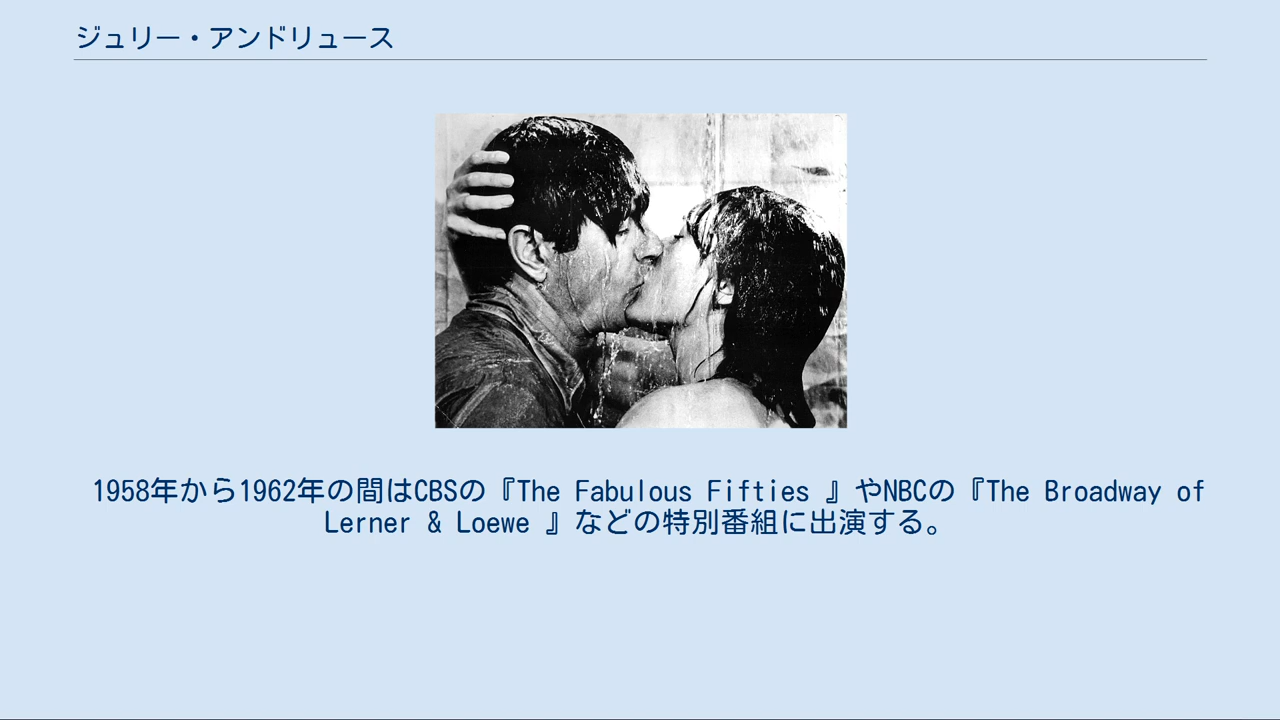 ジュリー・アンドリュース
1958年から1962年の間はCBSの『The Fabulous Fifties 』やNBCの『The Broadway of
Lerner & Loewe 』などの特別番組に出演する。